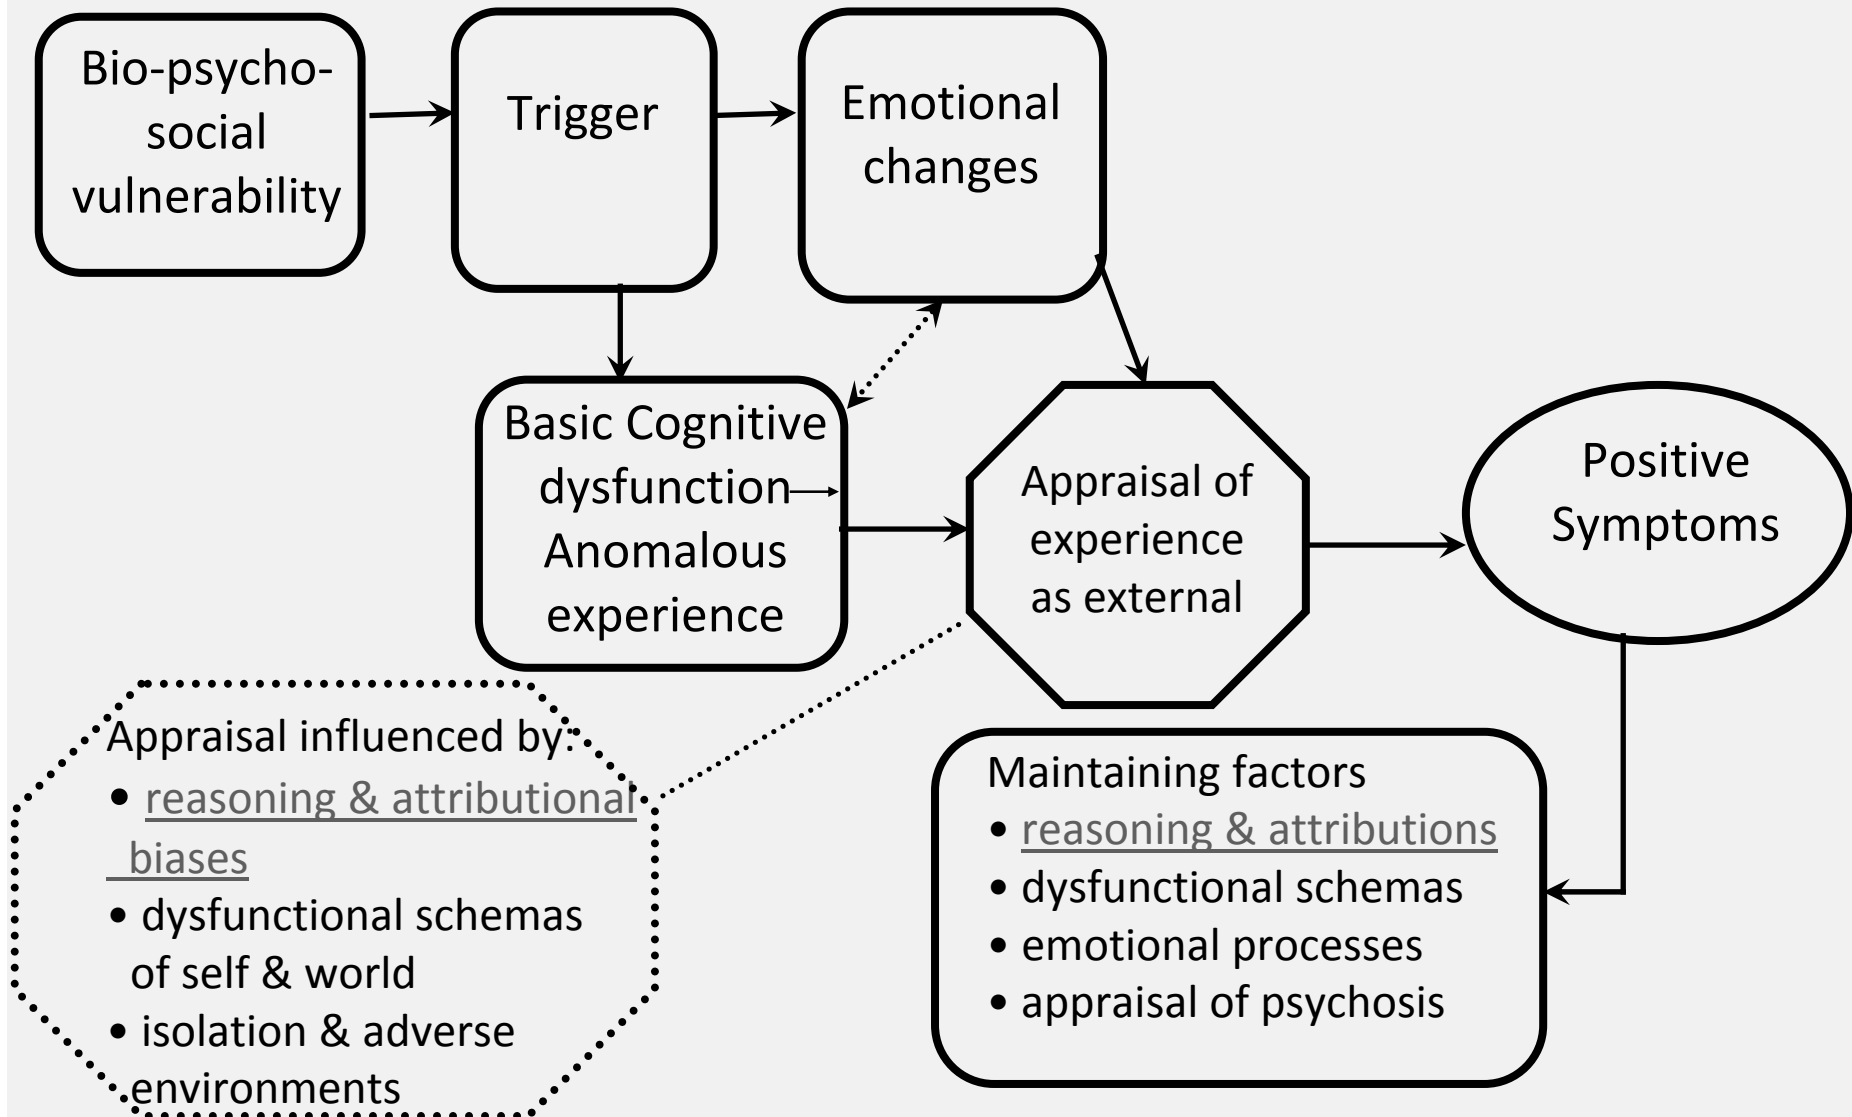 Bio-psycho-
social
vulnerability
Trigger
Emotional
changes
Basic Cognitive
dysfunction
Anomalous
experience
Appraisal of
experience
as external
Positive
Symptoms
Appraisal influenced by:
• reasoning & attributional
biases
• dysfunctional schemas
of self & world
• isolation & adverse
environments
Maintaining factors
• reasoning & attributions
• dysfunctional schemas
• emotional processes
• appraisal of psychosis